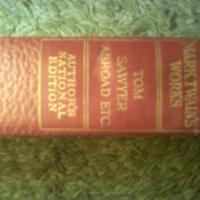 MARK TWAIN'S
WORKS
TOM
SAWYER
ABROAD ETC
AUTHOR'S
NATIONAL
EDITION